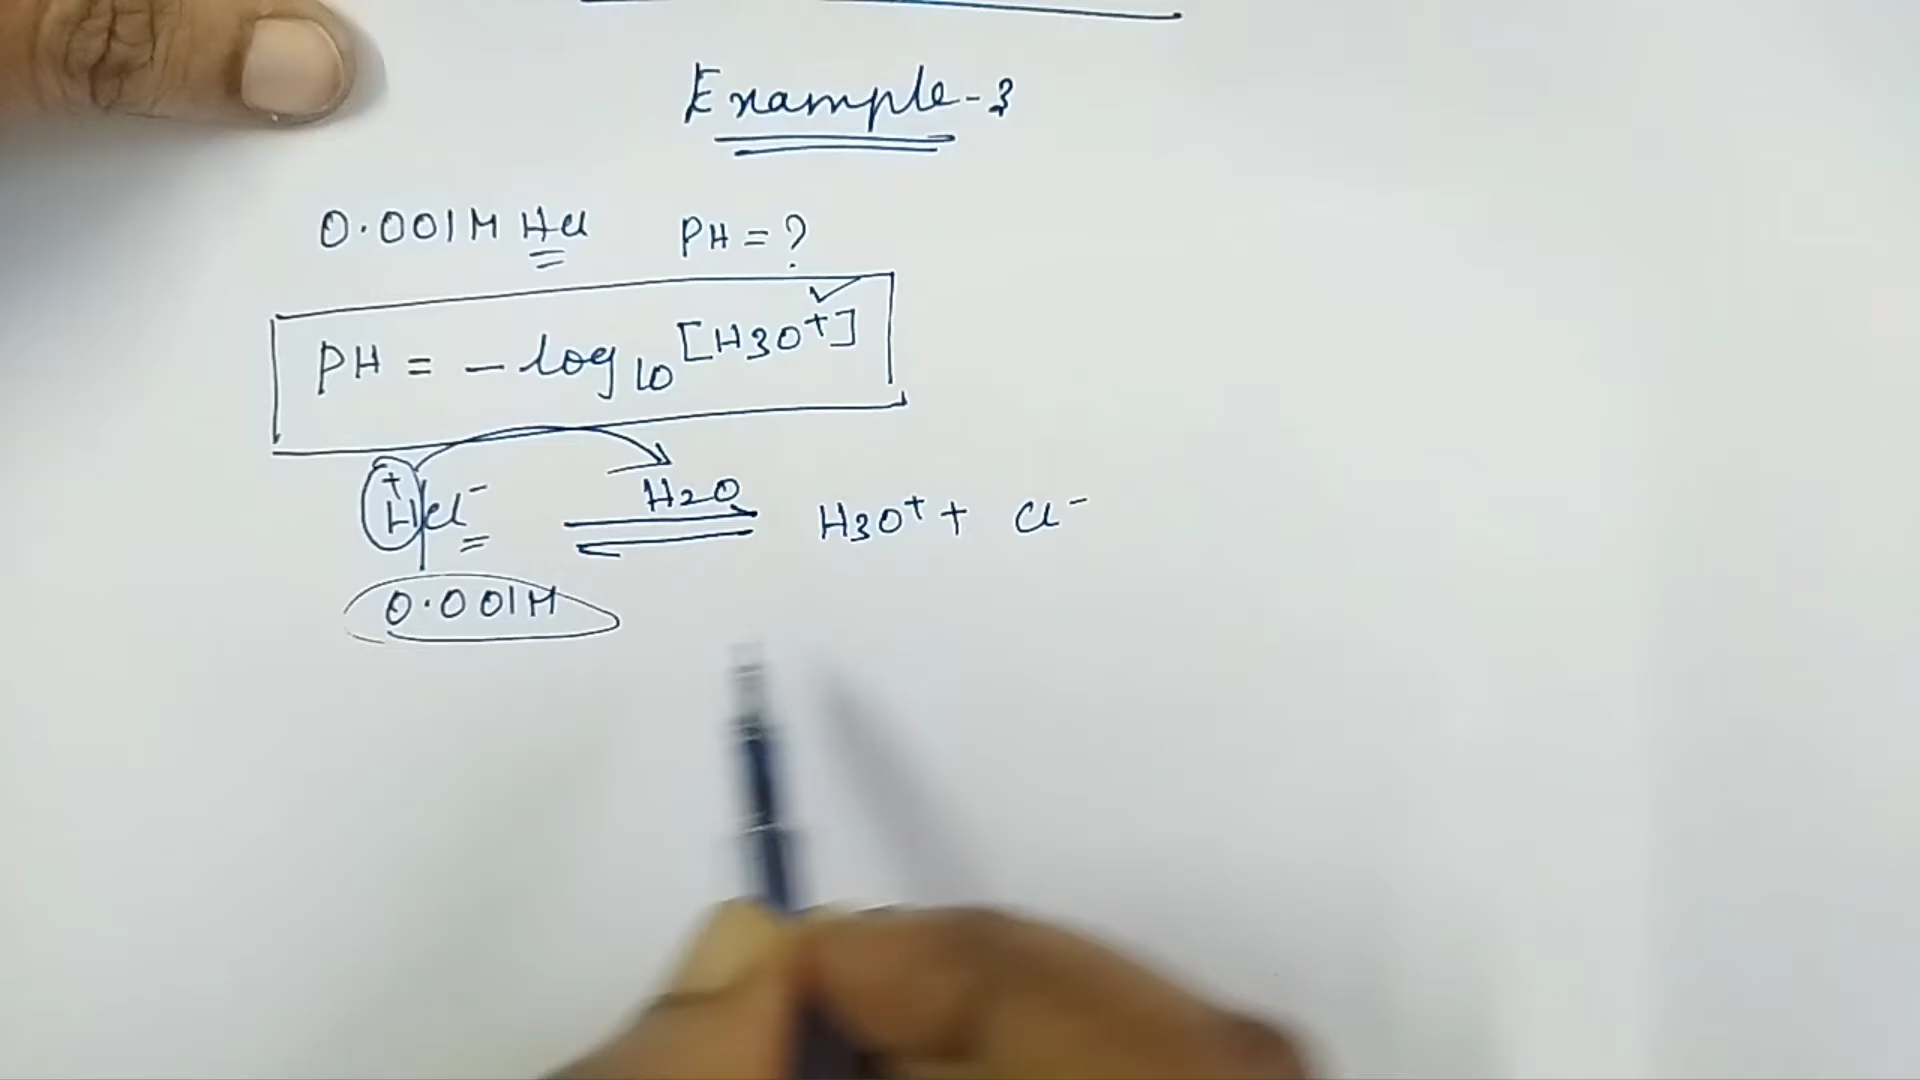 Example-3
0.001M HCl PH = ?
PH = - log10 [H3O+]
H+Cl- ⇌ H2O H3O+ + Cl-
0.001M